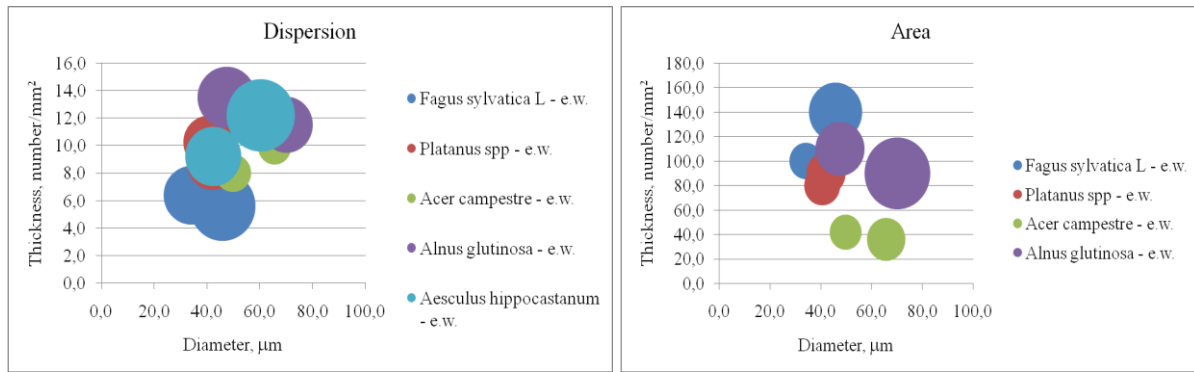 Dispersion
Thickness, number/mm²
16,0
14,0
12,0
10,0
8,0
6,0
4,0
2,0
0,0
0,0 20,0 40,0 60,0 80,0 100,0
Diameter, μm
Fagus sylvatica L - e.w.
Platanus spp - e.w.
Acer campestre - e.w.
Alnus glutinosa - e.w.
Aesculus hippocastanum
- e.w.
Area
Thickness, number/mm²
180,0
160,0
140,0
120,0
100,0
80,0
60,0
40,0
20,0
0,0
0,0 20,0 40,0 60,0 80,0 100,0
Diameter, μm
Fagus sylvatica L - e.w.
Platanus spp - e.w.
Acer campestre - e.w.
Alnus glutinosa - e.w.